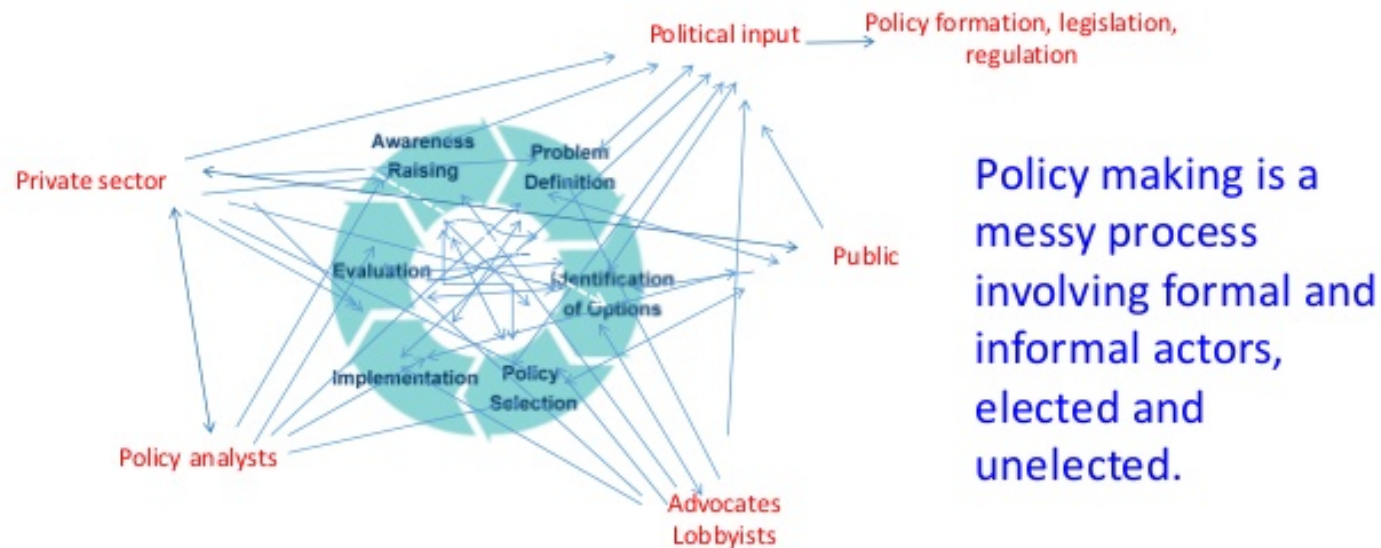 Political input
Policy formation, legislation,
regulation
Awareness
Raising
Problem
Definition
Private sector
Policy making is a
messy process
involving formal and
informal actors,
elected and
unelected.
Public
Evaluation
Identification
of Options
Implementation
Policy
Selection
Policy analysts
Advocates
Lobbyists